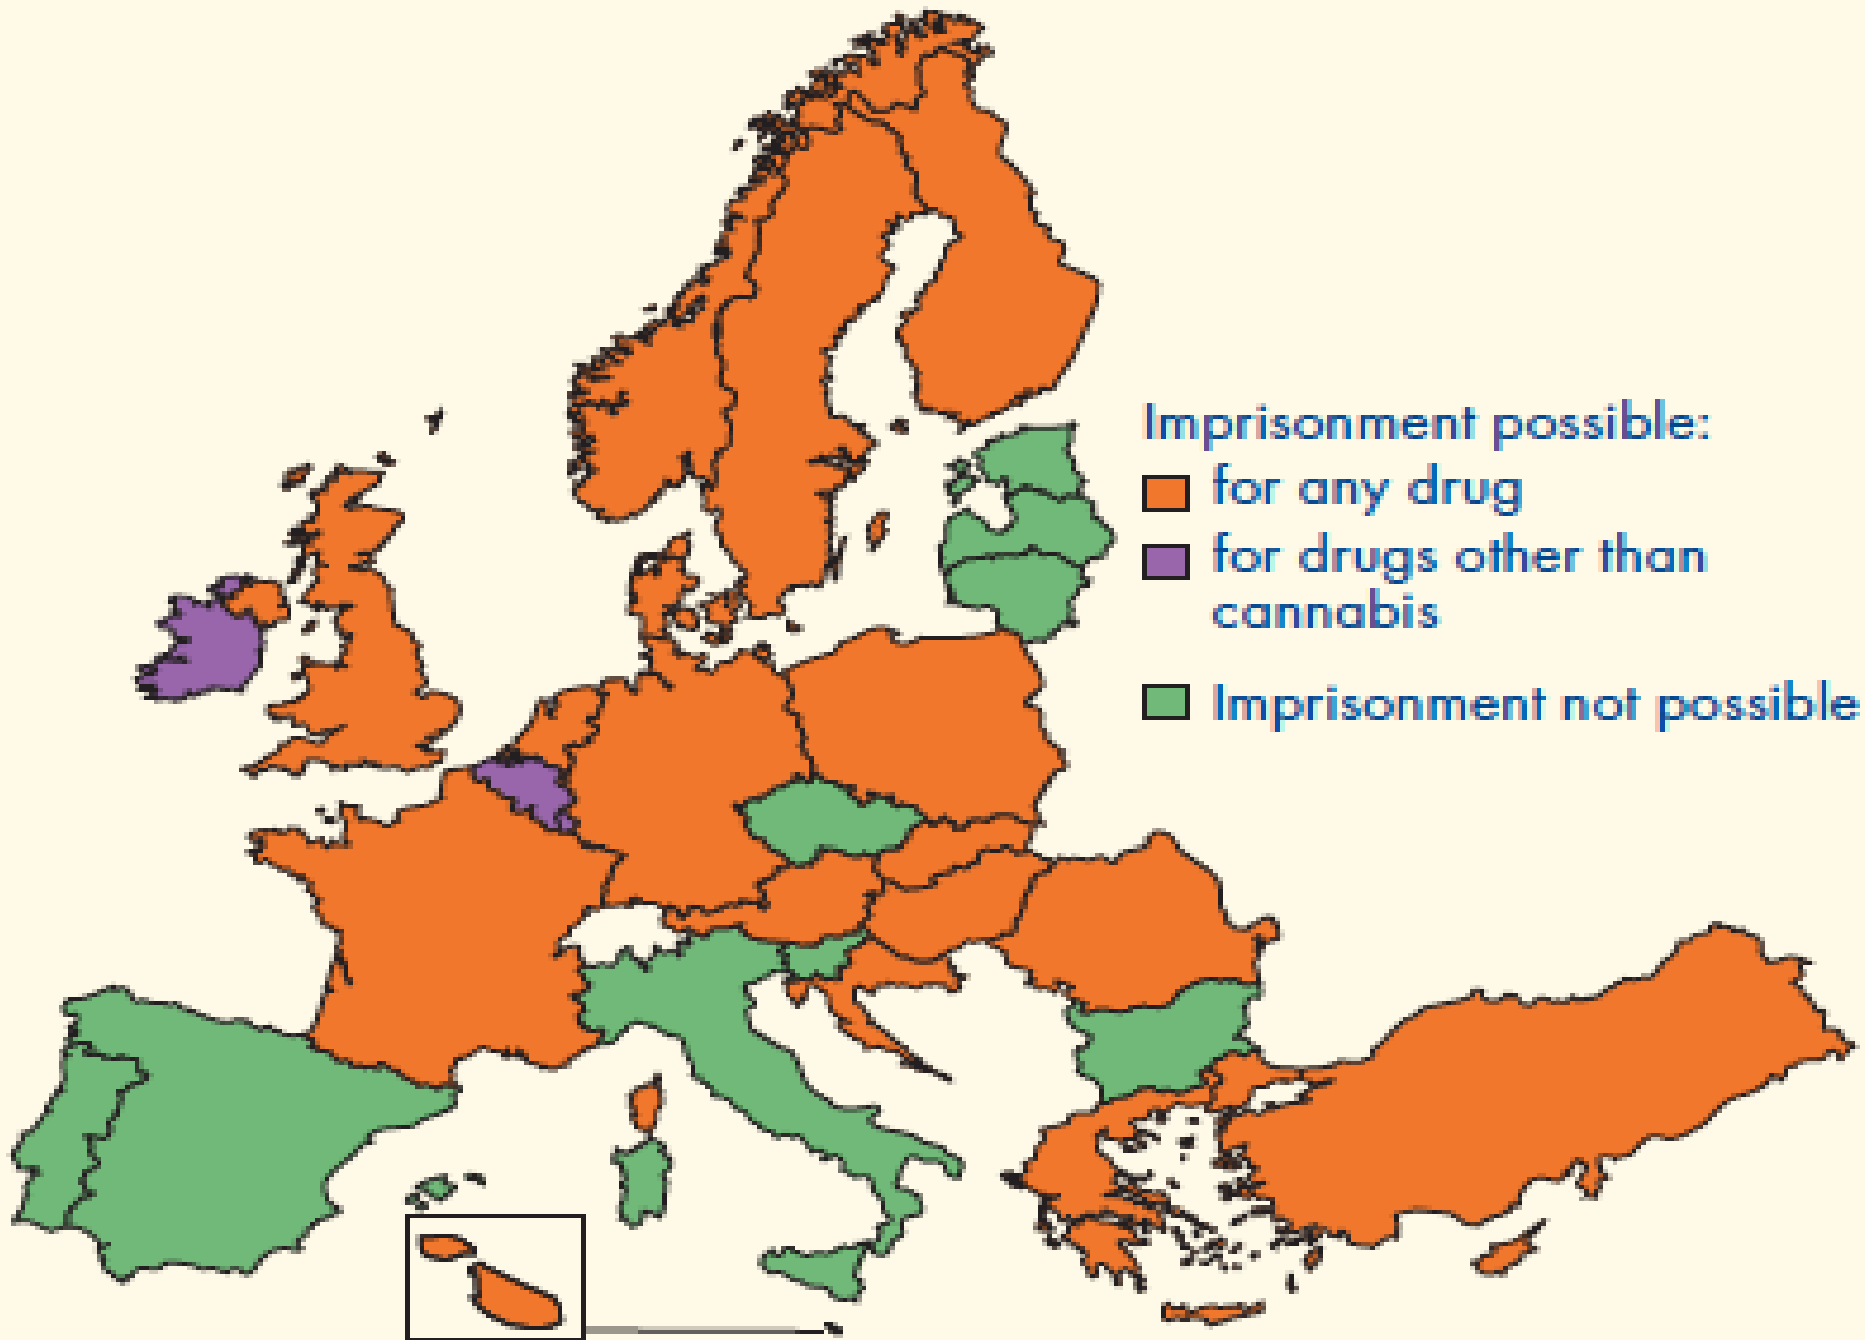 Imprisonment possible:
for any drug
for drugs other than
cannabis
Imprisonment not possible